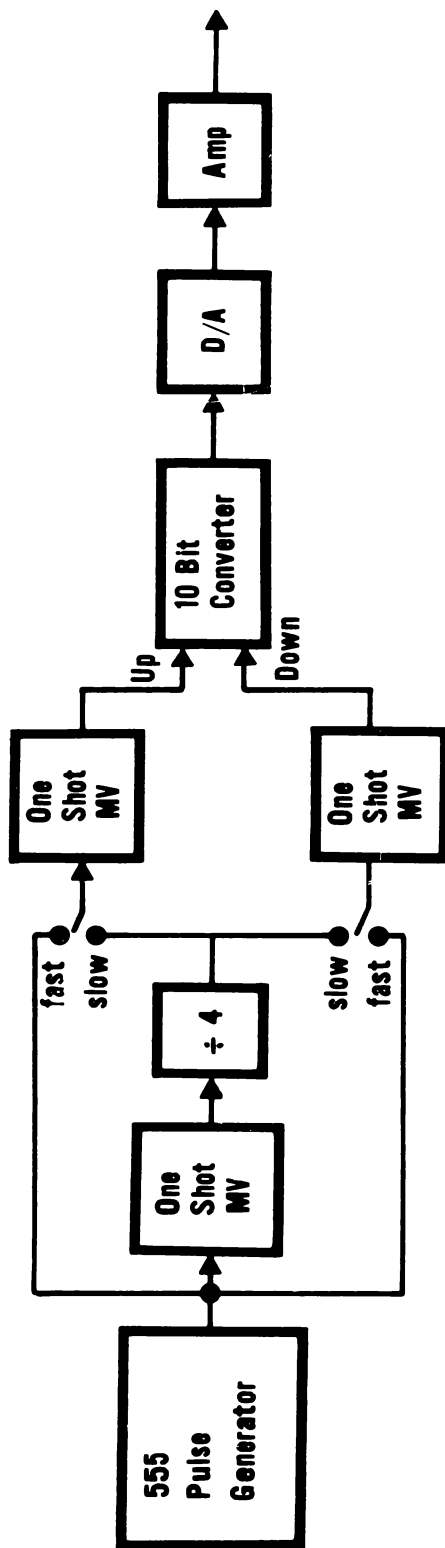 555
Pulse
Generator
One
Shot
MV
÷ 4
fast
slow
slow
fast
One
Shot
MV
One
Shot
MV
Up
Down
10 Bit
Converter
D/A
Amp